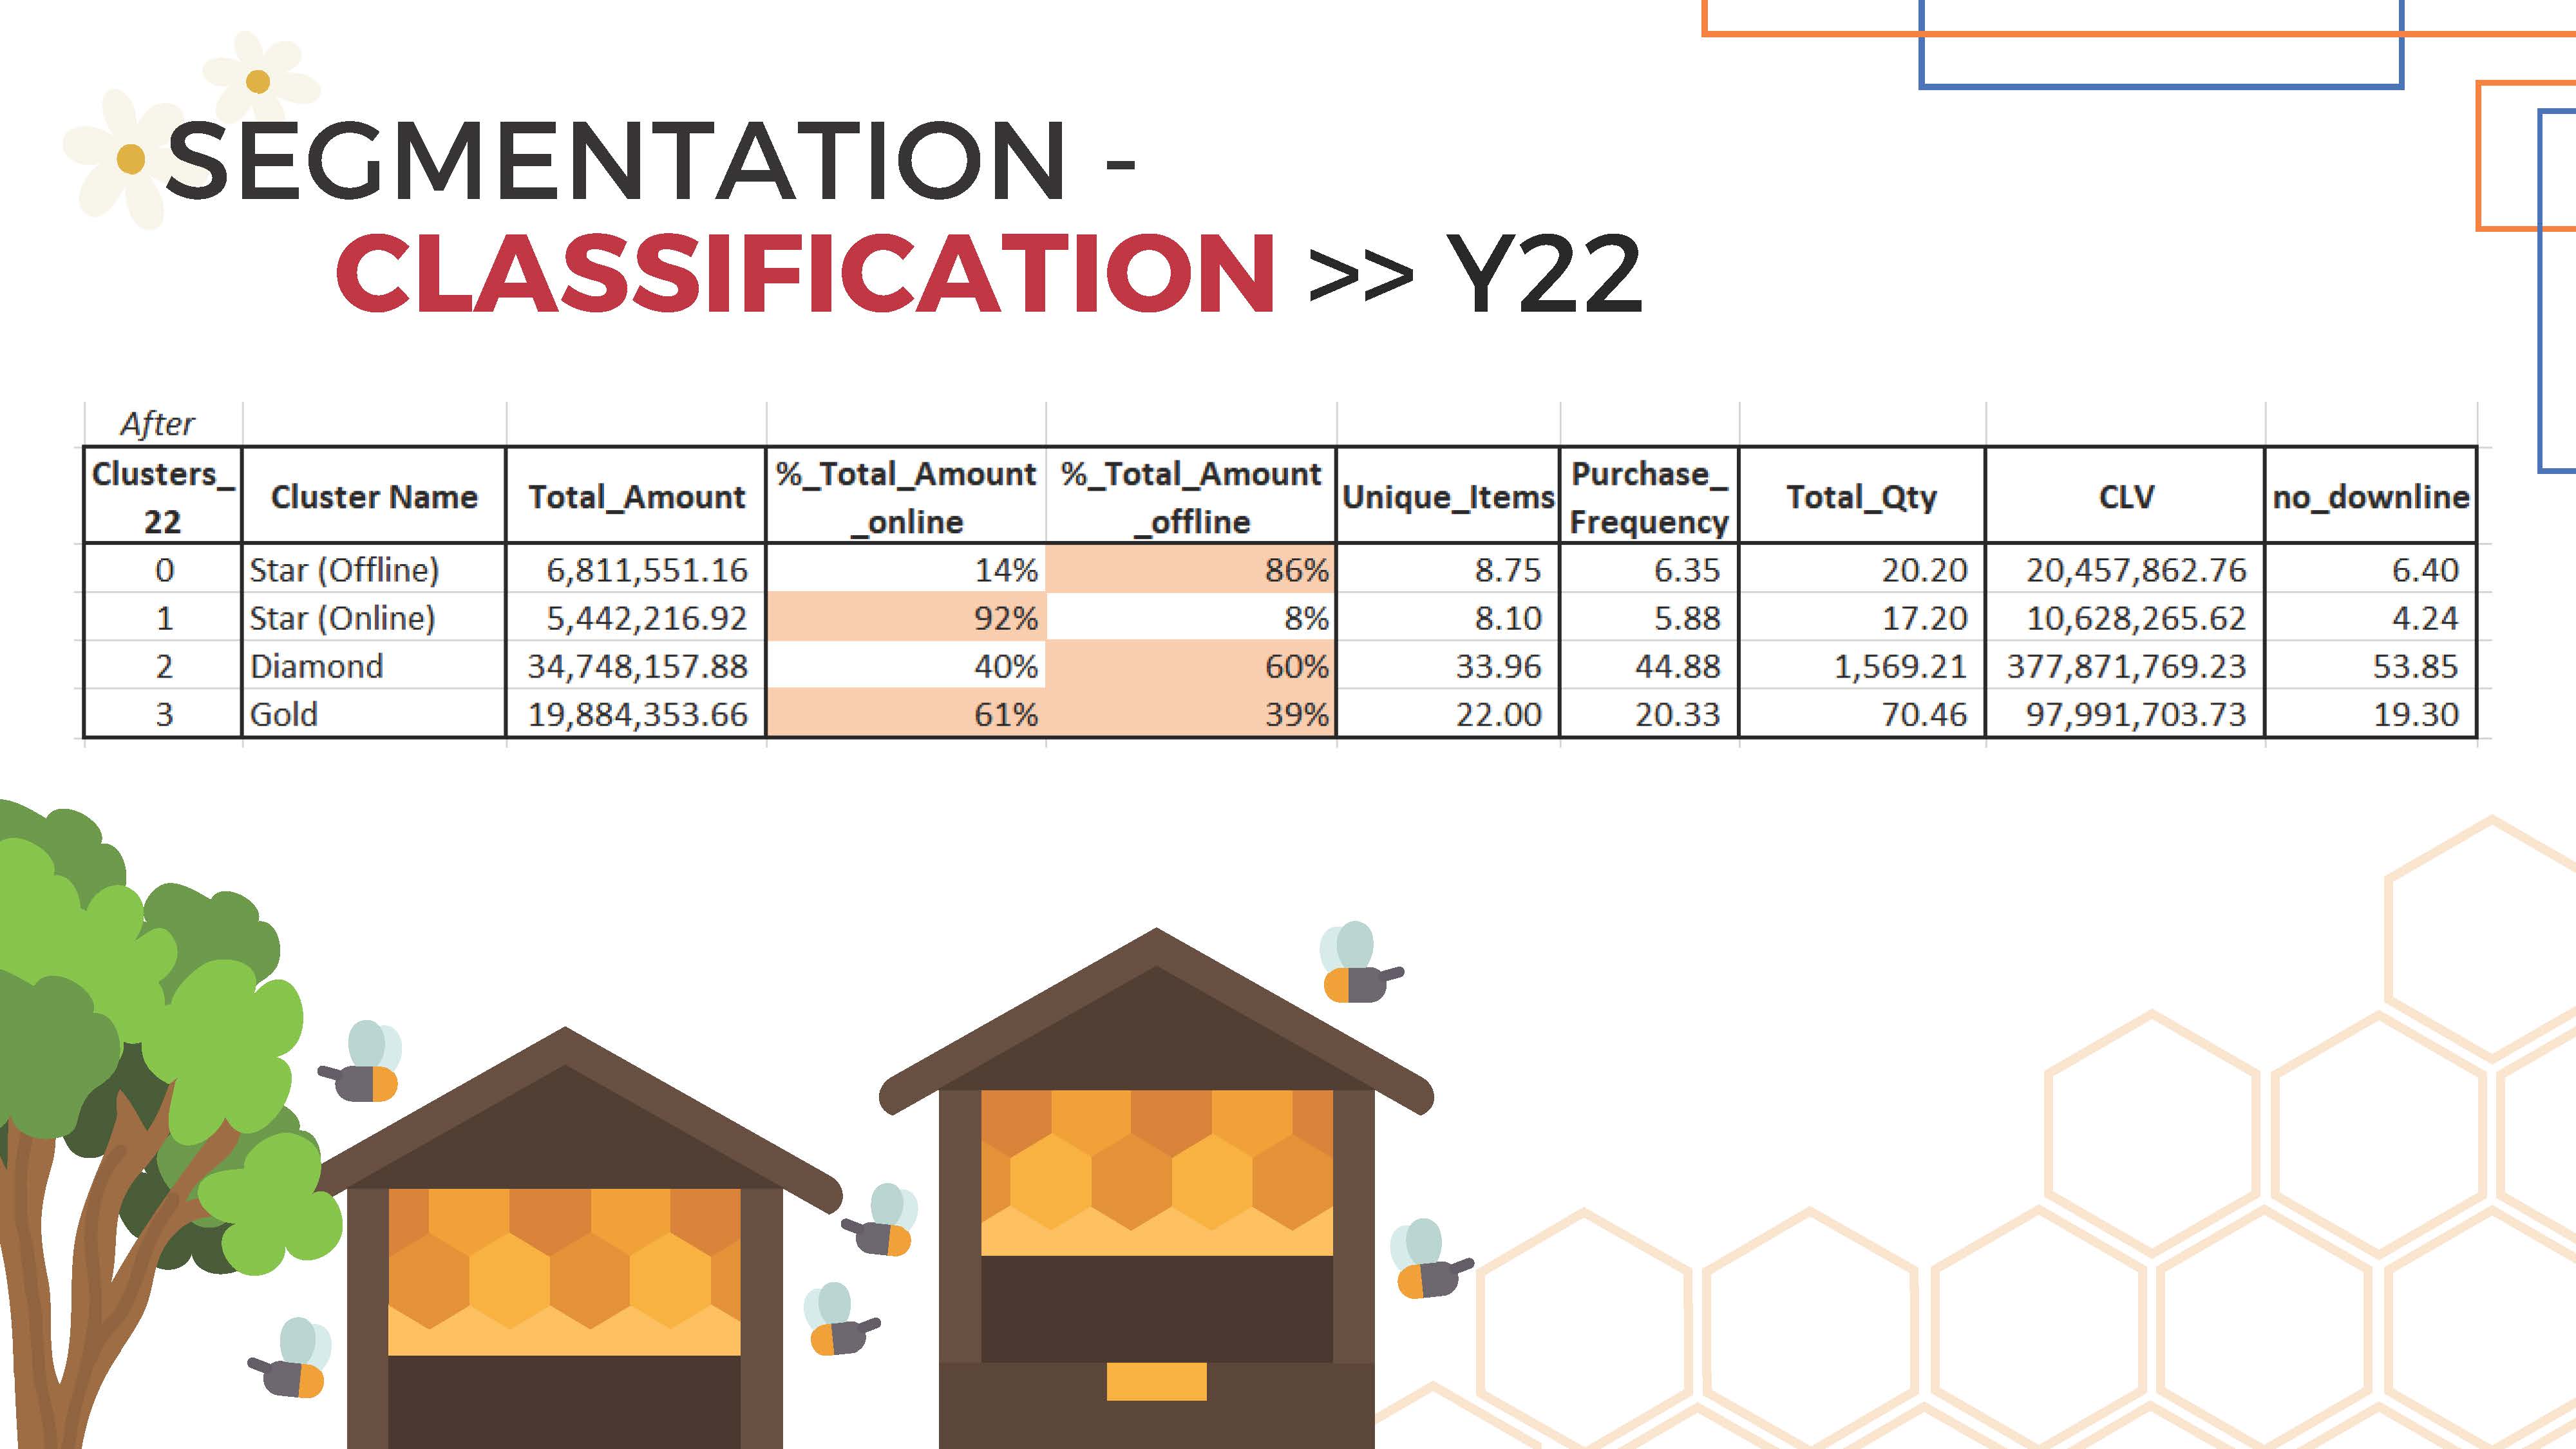 SEGMENTATION -
CLASSIFICATION >> Y22
After
Clusters_22 Cluster Name Total_Amount %_Total_Amount_online %_Total_Amount_offline Unique_Items Purchase_Frequency Total_Qty CLV no_downline
0 Star (Offline) 6,811,551.16 14% 86% 8.75 6.35 20.20 20,457,862.76 6.40
1 Star (Online) 5,442,216.92 92% 8% 8.10 5.88 17.20 10,628,265.62 4.24
2 Diamond 34,748,157.88 40% 60% 33.96 44.88 1,569.21 377,871,769.23 53.85
3 Gold 19,884,353.66 61% 39% 22.00 20.33 70.46 97,991,703.73 19.30